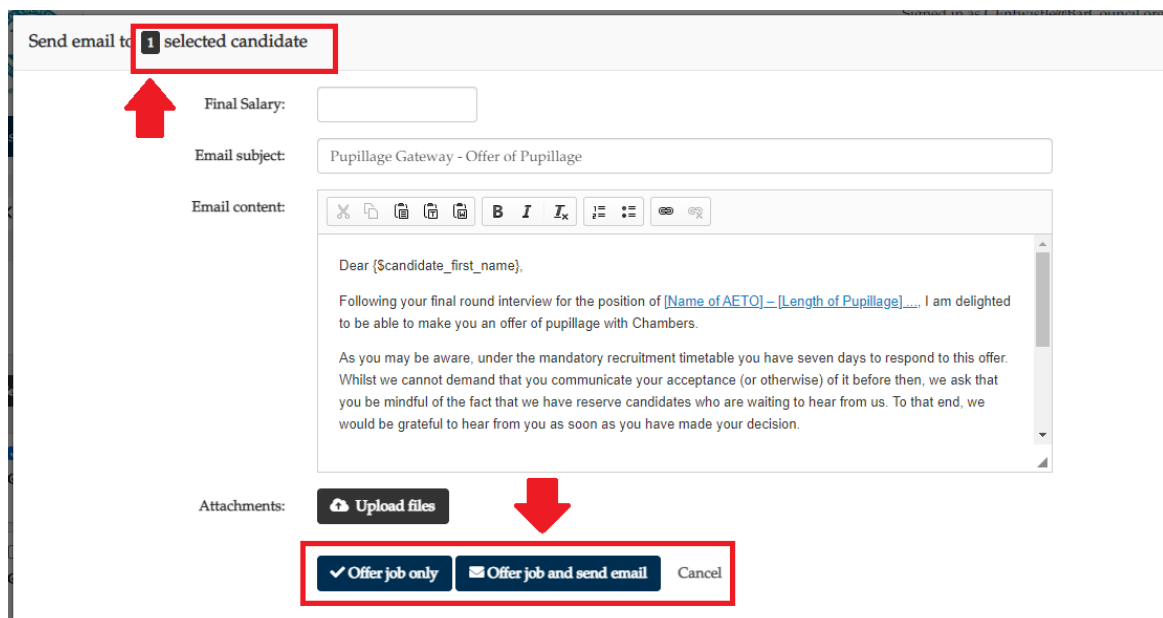 Send email to 1 selected candidate
Final Salary:
Email subject: Pupillage Gateway - Offer of Pupillage
Email content:
Dear {$candidate_first_name},
Following your final round interview for the position of [Name of AETO] – [Length of Pupillage] ..., I am delighted
to be able to make you an offer of pupillage with Chambers.
As you may be aware, under the mandatory recruitment timetable you have seven days to respond to this offer.
Whilst we cannot demand that you communicate your acceptance (or otherwise) of it before then, we ask that
you be mindful of the fact that we have reserve candidates who are waiting to hear from us. To that end, we
would be grateful to hear from you as soon as you have made your decision.
Attachments: Upload files
Offer job only Offer job and send email Cancel